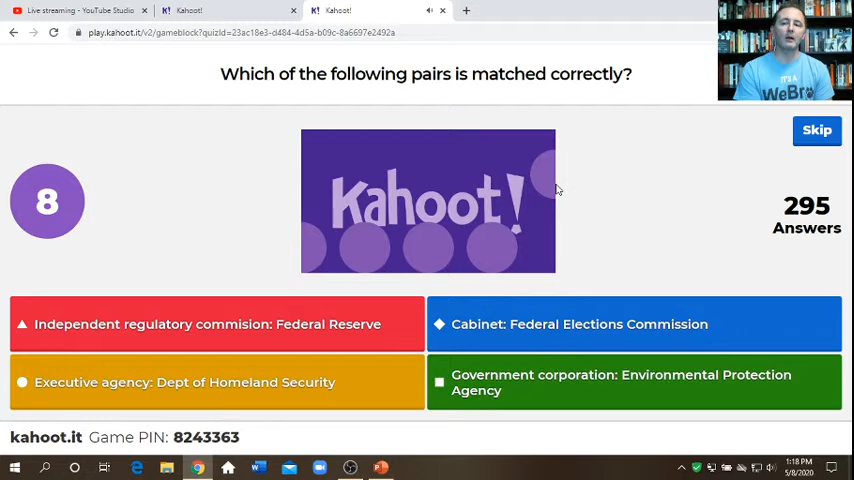 Live streaming - YouTube Studio
Kahoot!
Kahoot!
play.kahoot.it/v2/gameblock?quizId=23ac18e3-d484-4d5a-b09c-8a6697e2492a
Which of the following pairs is matched correctly?
IT'S A
WeBro
Skip
8
Kahoot!
295
Answers
Independent regulatory commision: Federal Reserve
Cabinet: Federal Elections Commission
Executive agency: Dept of Homeland Security
Government corporation: Environmental Protection
Agency
kahoot.it Game PIN: 8243363
1:18 PM
5/8/2020